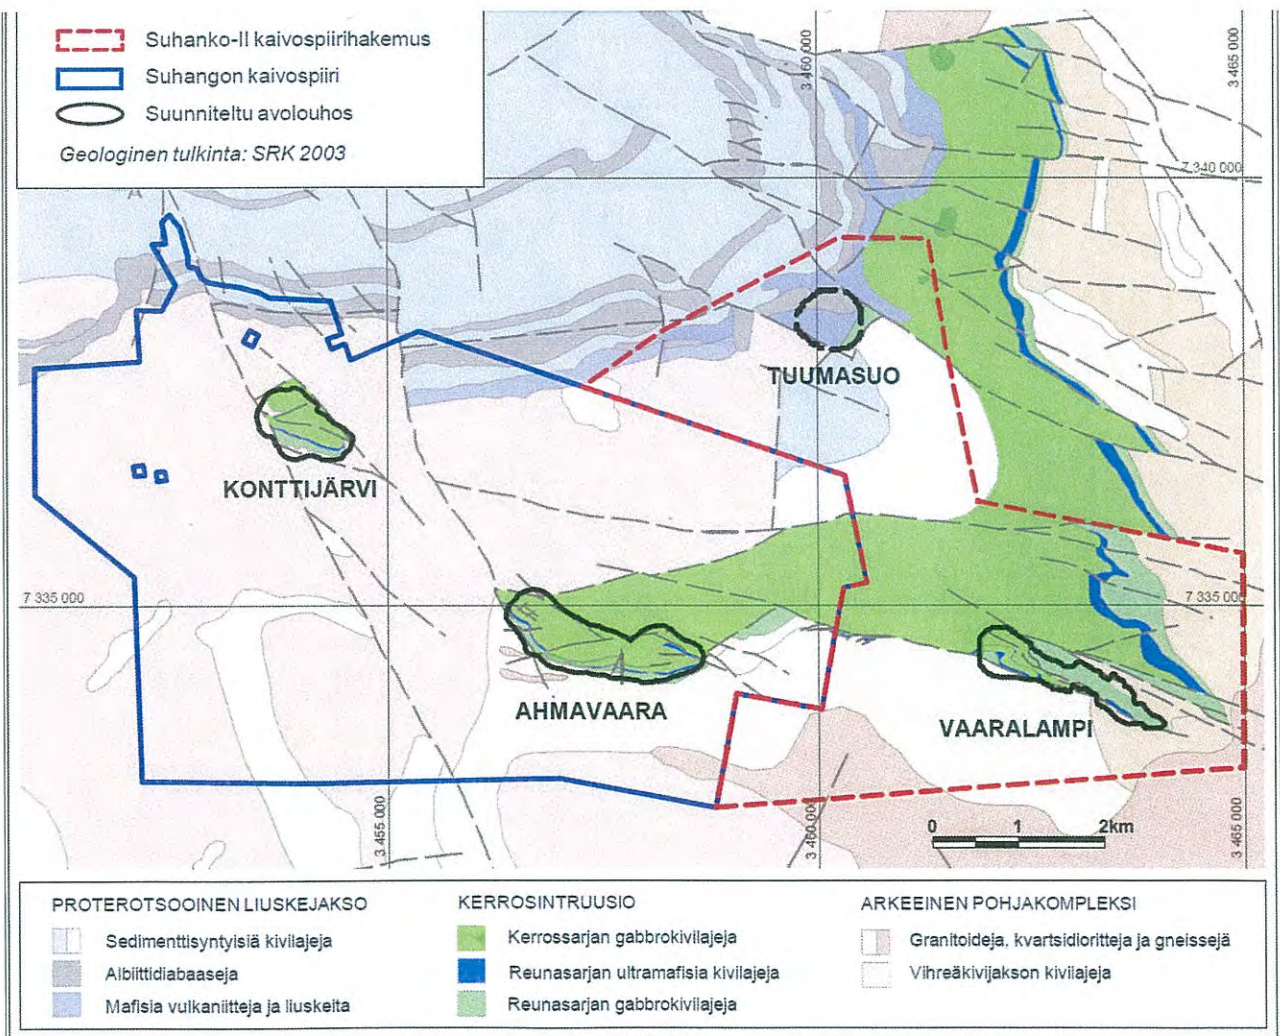 Suhanko-II kaivospiirihakemus
Suhangon kaivospiiri
Suunniteltu avolouhos
Geologinen tulkinta: SRK 2003
3 460 000
3 465 000
7 340 000
TUUMASUO
KONTTIJÄRVI
7 335 000
7 335 000
AHMAVAARA
VAARALAMPI
3 455 000
3 460 000
3 465 000
0 1 2km
PROTEROTSOOINEN LIUSKEJAKSO
Sedimenttisyntyisiä kivilajeja
Albiittidiabaaseja
Mafisia vulkaniitteja ja liuskeita
KERROSINTRUUSIO
Kerrossarjan gabbrokivilajeja
Reunasarjan ultramafisia kivilajeja
Reunasarjan gabbrokivilajeja
ARKEEINEN POHJAKOMPLEKSI
Granitoideja, kvartsidioritteja ja gneissejä
Vihreäkivijakson kivilajeja